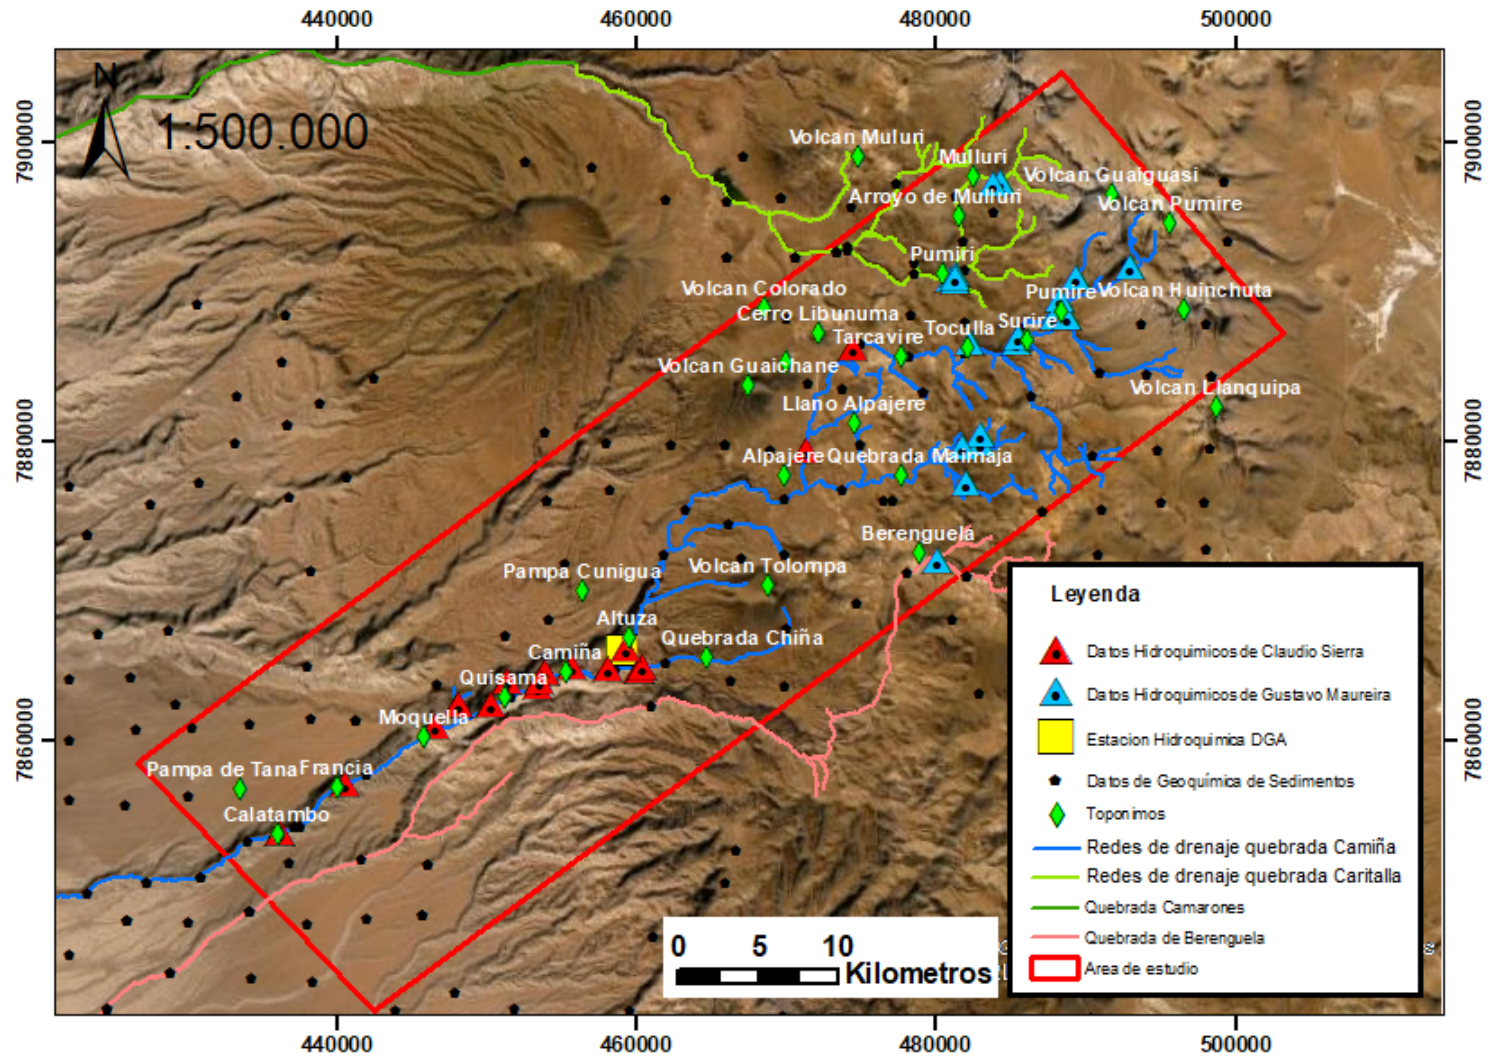 440000
460000
480000
500000
N
1:500.000
7900000
7900000
Volcan Muluri
Mulluri
Volcan Guaiguasi
Arroyo de Mulluri
Volcan Pumire
Pumiri
Volcan Colorado
Pumire
Volcan Huinchuta
Cerro Libunuma
Surire
Toculla
Tarcavire
Volcan Guaichane
Volcan Llanquipa
Llano Alpajere
7880000
7880000
Alpajere
Quebrada Maimaja
Berenguela
Volcan Tolompa
Pampa Cunigua
Altuza
Quebrada Chiña
Camiña
Quisama
Moquella
7860000
7860000
Pampa de Tana
Francia
Calatambo
Leyenda
Datos Hidroquimicos de Claudio Sierra
Datos Hidroquimicos de Gustavo Maureira
Estacion Hidroquimica DGA
Datos de Geoquímica de Sedimentos
Toponimos
Redes de drenaje quebrada Camiña
Redes de drenaje quebrada Caritalla
Quebrada Camarones
Quebrada de Berenguela
Area de estudio
0 5 10
Kilometros
440000
460000
480000
500000